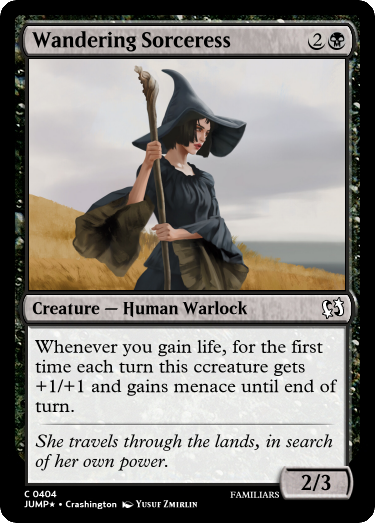 Wandering Sorceress 2
Creature — Human Warlock
Whenever you gain life, for the first
time each turn this ccreature gets
+1/+1 and gains menace until end of
turn.
She travels through the lands, in search
of her own power.
2/3
C 0404
JUMP★ • Crashington Yusuf Zmirlin
FAMILIARS